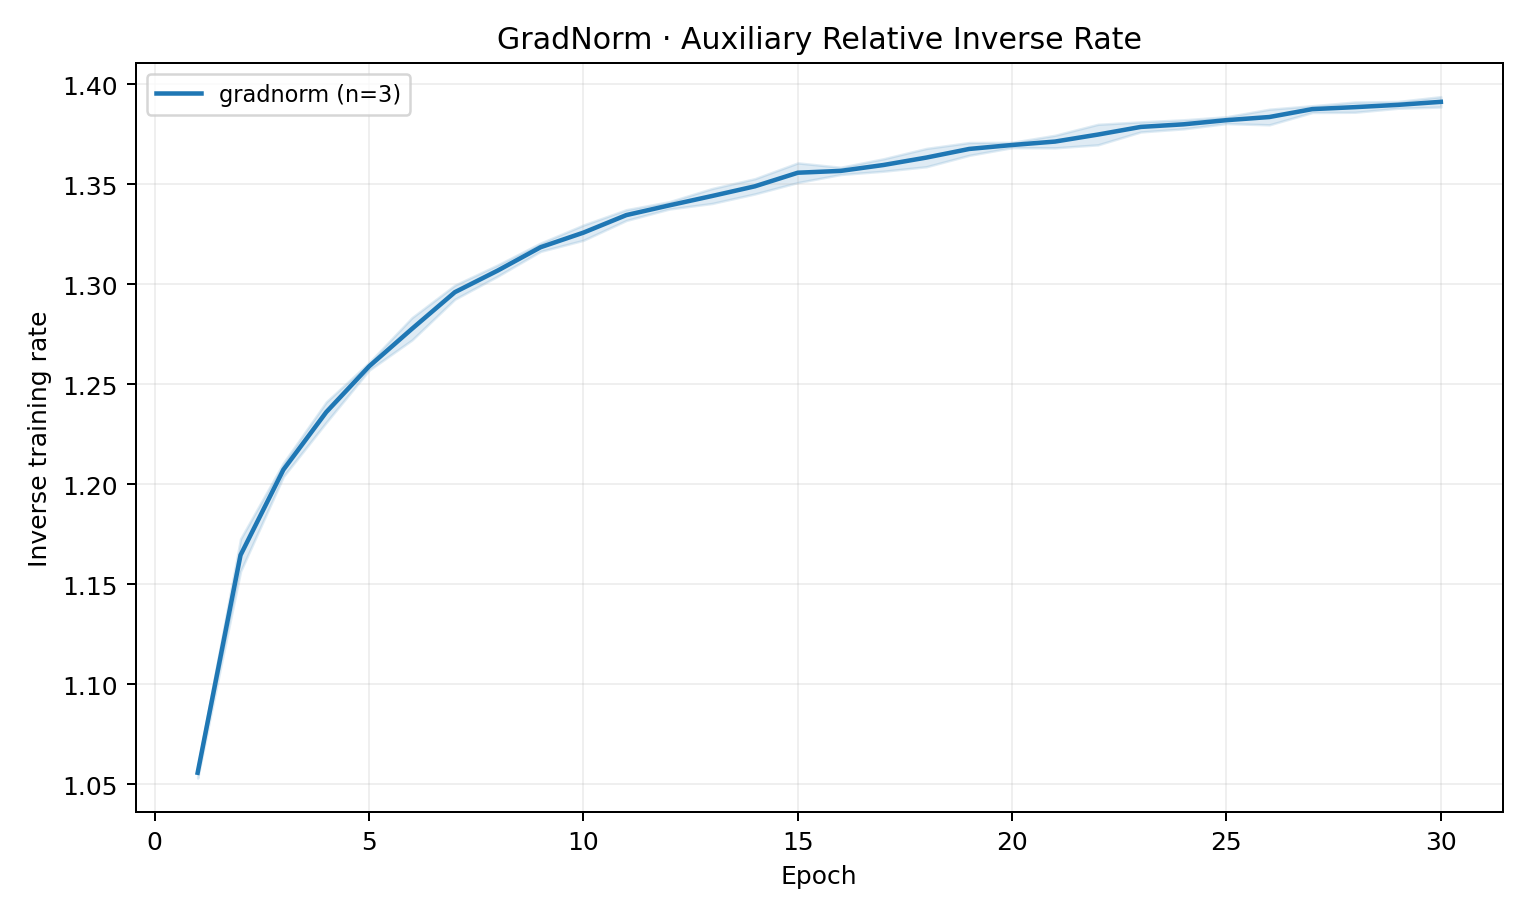 GradNorm · Auxiliary Relative Inverse Rate
gradnorm (n=3)
Inverse training rate
1.40
1.35
1.30
1.25
1.20
1.15
1.10
1.05
0 5 10 15 20 25 30
Epoch